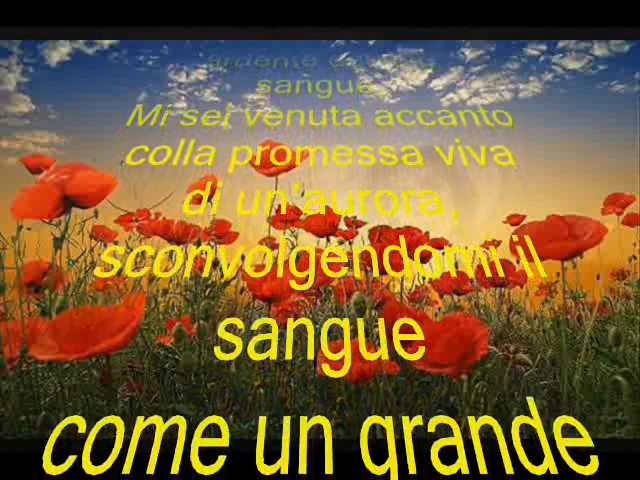 sangue,
Mi sei venuta accanto
colla promessa viva
di un'aurora,
sconvolgendomi il
sangue
come un grande